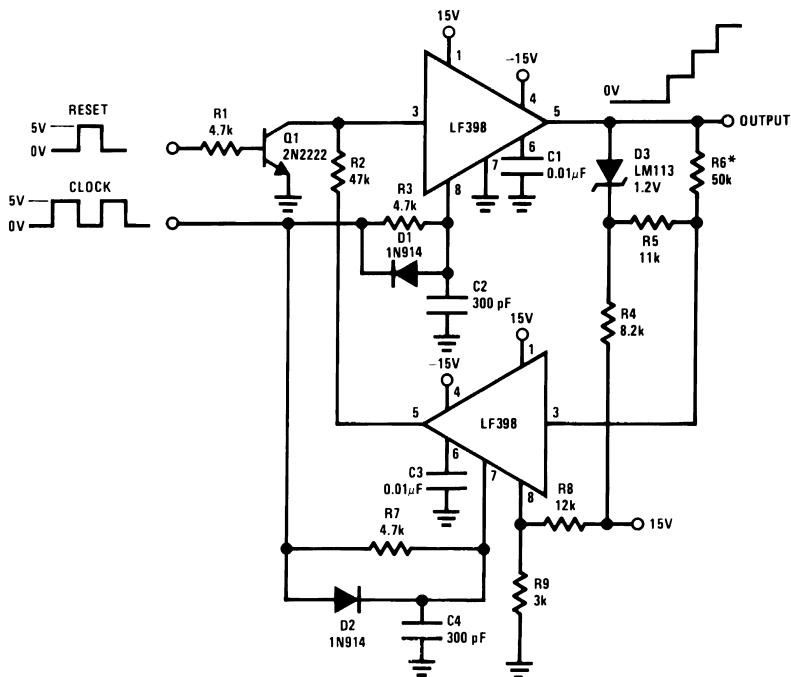 15V
1
-15V
4
0V
RESET
5V
0V
R1
4.7k
Q1
2N2222
3
LF398
5
OUTPUT
6
7
8
C1
0.01µF
D3
LM113
1.2V
R6*
50k
R2
47k
CLOCK
5V
0V
R3
4.7k
D1
1N914
R5
11k
C2
300 pF
R4
8.2k
15V
1
-15V
4
5
LF398
3
6
7
8
C3
0.01µF
R8
12k
15V
R7
4.7k
R9
3k
D2
1N914
C4
300 pF